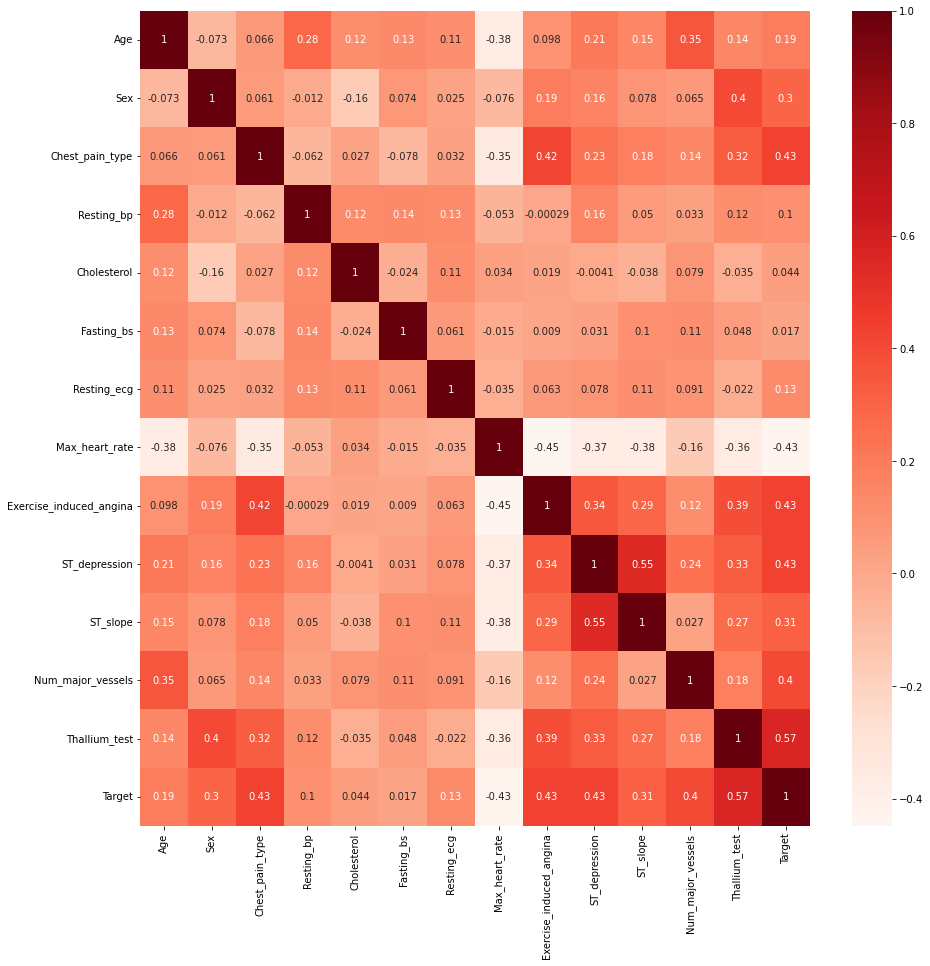 1.0
Age 1 -0.073 0.066 0.28 0.12 0.13 0.11 -0.38 0.098 0.21 0.15 0.35 0.14 0.19
Sex -0.073 1 0.061 -0.012 -0.16 0.074 0.025 -0.076 0.19 0.16 0.078 0.065 0.4 0.3
0.8
Chest_pain_type 0.066 0.061 1 -0.062 0.027 -0.078 0.032 -0.35 0.42 0.23 0.18 0.14 0.32 0.43
Resting_bp 0.28 -0.012 -0.062 1 0.12 0.14 0.13 -0.053 -0.00029 0.16 0.05 0.033 0.12 0.1
0.6
Cholesterol 0.12 -0.16 0.027 0.12 1 -0.024 0.11 0.034 0.019 -0.0041 -0.038 0.079 -0.035 0.044
Fasting_bs 0.13 0.074 -0.078 0.14 -0.024 1 0.061 -0.015 0.009 0.031 0.1 0.11 0.048 0.017
0.4
Resting_ecg 0.11 0.025 0.032 0.13 0.11 0.061 1 -0.035 0.063 0.078 0.11 0.091 -0.022 0.13
Max_heart_rate -0.38 -0.076 -0.35 -0.053 0.034 -0.015 -0.035 1 -0.45 -0.37 -0.38 -0.16 -0.36 -0.43
0.2
Exercise_induced_angina 0.098 0.19 0.42 -0.00029 0.019 0.009 0.063 -0.45 1 0.34 0.29 0.12 0.39 0.43
ST_depression 0.21 0.16 0.23 0.16 -0.0041 0.031 0.078 -0.37 0.34 1 0.55 0.24 0.33 0.43
0.0
ST_slope 0.15 0.078 0.18 0.05 -0.038 0.1 0.11 -0.38 0.29 0.55 1 0.027 0.27 0.31
Num_major_vessels 0.35 0.065 0.14 0.033 0.079 0.11 0.091 -0.16 0.12 0.24 0.027 1 0.18 0.4
−0.2
Thallium_test 0.14 0.4 0.32 0.12 -0.035 0.048 -0.022 -0.36 0.39 0.33 0.27 0.18 1 0.57
Target 0.19 0.3 0.43 0.1 0.044 0.017 0.13 -0.43 0.43 0.43 0.31 0.4 0.57 1
−0.4
Age
Sex
Chest_pain_type
Resting_bp
Cholesterol
Fasting_bs
Resting_ecg
Max_heart_rate
Exercise_induced_angina
ST_depression
ST_slope
Num_major_vessels
Thallium_test
Target